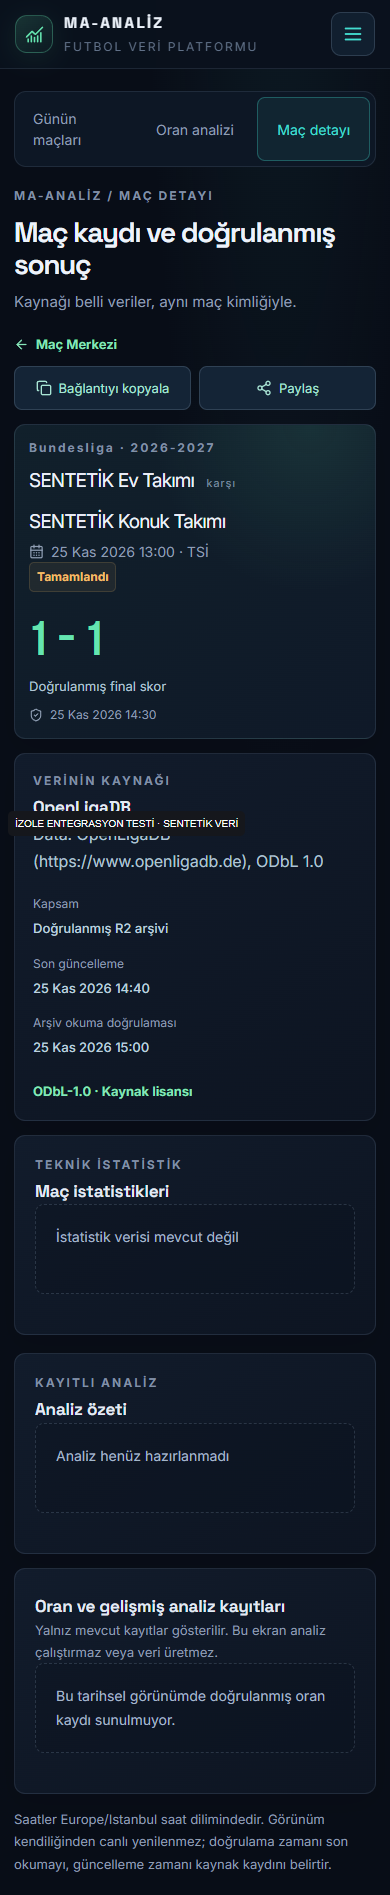 MA-ANALİZ
FUTBOL VERİ PLATFORMU
Günün
maçları
Oran analizi
Maç detayı
MA-ANALİZ / MAÇ DETAYI
Maç kaydı ve doğrulanmış
sonuç
Kaynağı belli veriler, aynı maç kimliğiyle.
Maç Merkezi
Bağlantıyı kopyala
Paylaş
Bundesliga · 2026-2027
SENTETİK Ev Takımı karşı
SENTETİK Konuk Takımı
25 Kas 2026 13:00 · TSİ
Tamamlandı
1 - 1
Doğrulanmış final skor
25 Kas 2026 14:30
VERİNİN KAYNAĞI
OpenLigaDB
İZOLE ENTEGRASYON TESTİ · SENTETİK VERİ
Data: OpenLigaDB
(https://www.openligadb.de), ODbL 1.0
Kapsam
Doğrulanmış R2 arşivi
Son güncelleme
25 Kas 2026 14:40
Arşiv okuma doğrulaması
25 Kas 2026 15:00
ODbL-1.0 · Kaynak lisansı
TEKNİK İSTATİSTİK
Maç istatistikleri
İstatistik verisi mevcut değil
KAYITLI ANALİZ
Analiz özeti
Analiz henüz hazırlanmadı
Oran ve gelişmiş analiz kayıtları
Yalnız mevcut kayıtlar gösterilir. Bu ekran analiz
çalıştırmaz veya veri üretmez.
Bu tarihsel görünümde doğrulanmış oran
kaydı sunulmuyor.
Saatler Europe/Istanbul saat dilimindedir. Görünüm
kendiliğinden canlı yenilenmez; doğrulama zamanı son
okumayı, güncelleme zamanı kaynak kaydını belirtir.